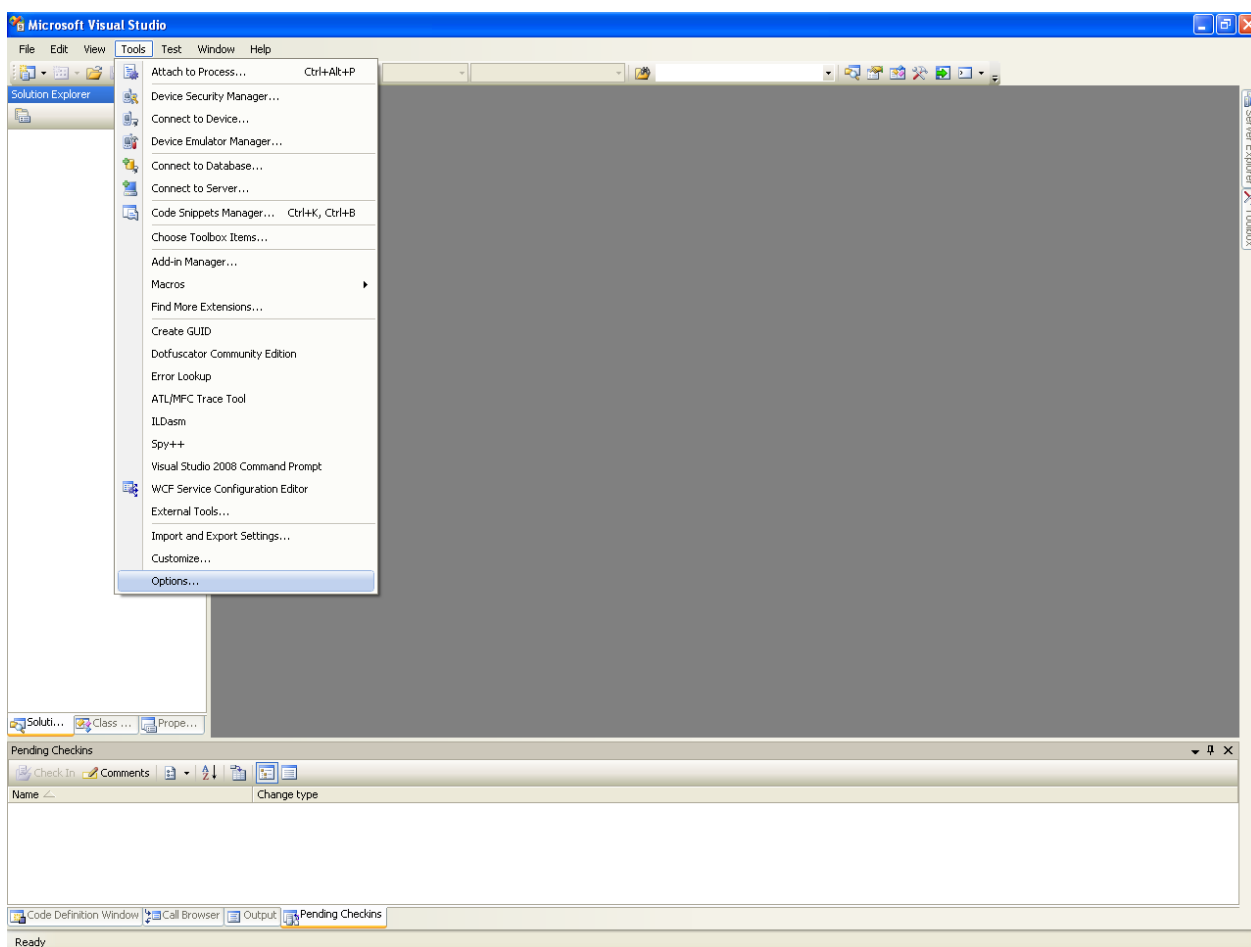 Microsoft Visual Studio
File Edit View Tools Test Window Help
Solution Explorer
Attach to Process... Ctrl+Alt+P
Device Security Manager...
Connect to Device...
Device Emulator Manager...
Connect to Database...
Connect to Server...
Code Snippets Manager... Ctrl+K, Ctrl+B
Choose Toolbox Items...
Add-in Manager...
Macros
Find More Extensions...
Create GUID
Dotfuscator Community Edition
Error Lookup
ATL/MFC Trace Tool
ILDasm
Spy++
Visual Studio 2008 Command Prompt
WCF Service Configuration Editor
External Tools...
Import and Export Settings...
Customize...
Options...
Server Explorer
Toolbox
Soluti... Class ... Prope...
Pending Checkins
Check In Comments
Name Change type
Code Definition Window Call Browser Output Pending Checkins
Ready